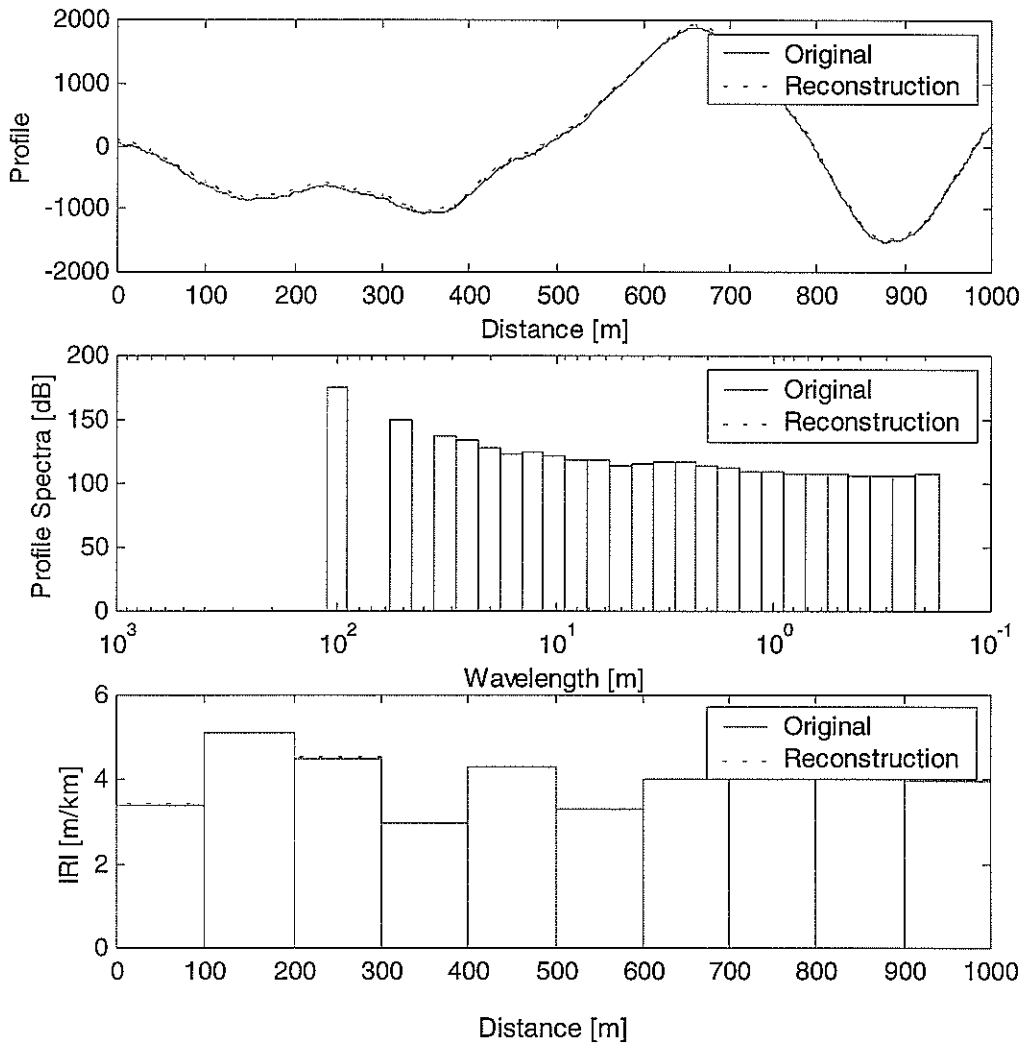 2000
1000
0
-1000
-2000
Profile
Original
Reconstruction
0 100 200 300 400 500 600 700 800 900 1000
Distance [m]
200
150
100
50
0
Profile Spectra [dB]
Original
Reconstruction
10³ 10² 10¹ 10⁰ 10⁻¹
Wavelength [m]
6
4
2
0
IRI [m/km]
Original
Reconstruction
0 100 200 300 400 500 600 700 800 900 1000
Distance [m]